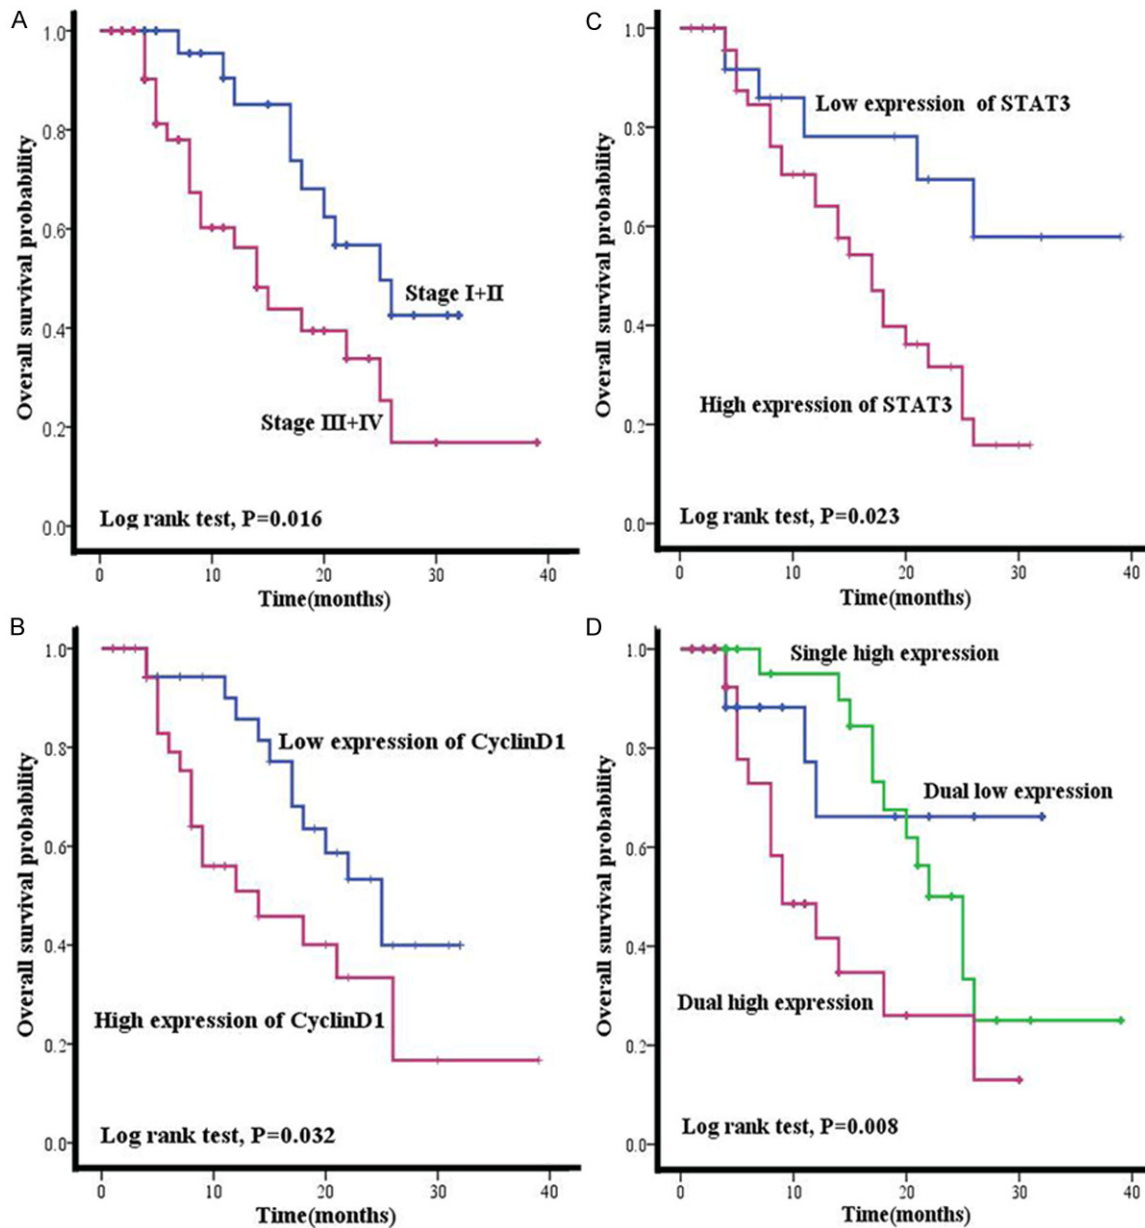 A
Overall survival probability
1.0
0.8
0.6
0.4
0.2
0.0
Stage I+II
Stage III+IV
Log rank test, P=0.016
0 10 20 30 40
Time(months)
B
Overall survival probability
1.0
0.8
0.6
0.4
0.2
0.0
Low expression of CyclinD1
High expression of CyclinD1
Log rank test, P=0.032
0 10 20 30 40
Time(months)
C
Overall survival probability
1.0
0.8
0.6
0.4
0.2
0.0
Low expression of STAT3
High expression of STAT3
Log rank test, P=0.023
0 10 20 30 40
Time(months)
D
Overall survival probability
1.0
0.8
0.6
0.4
0.2
0.0
Single high expression
Dual low expression
Dual high expression
Log rank test, P=0.008
0 10 20 30 40
Time(months)